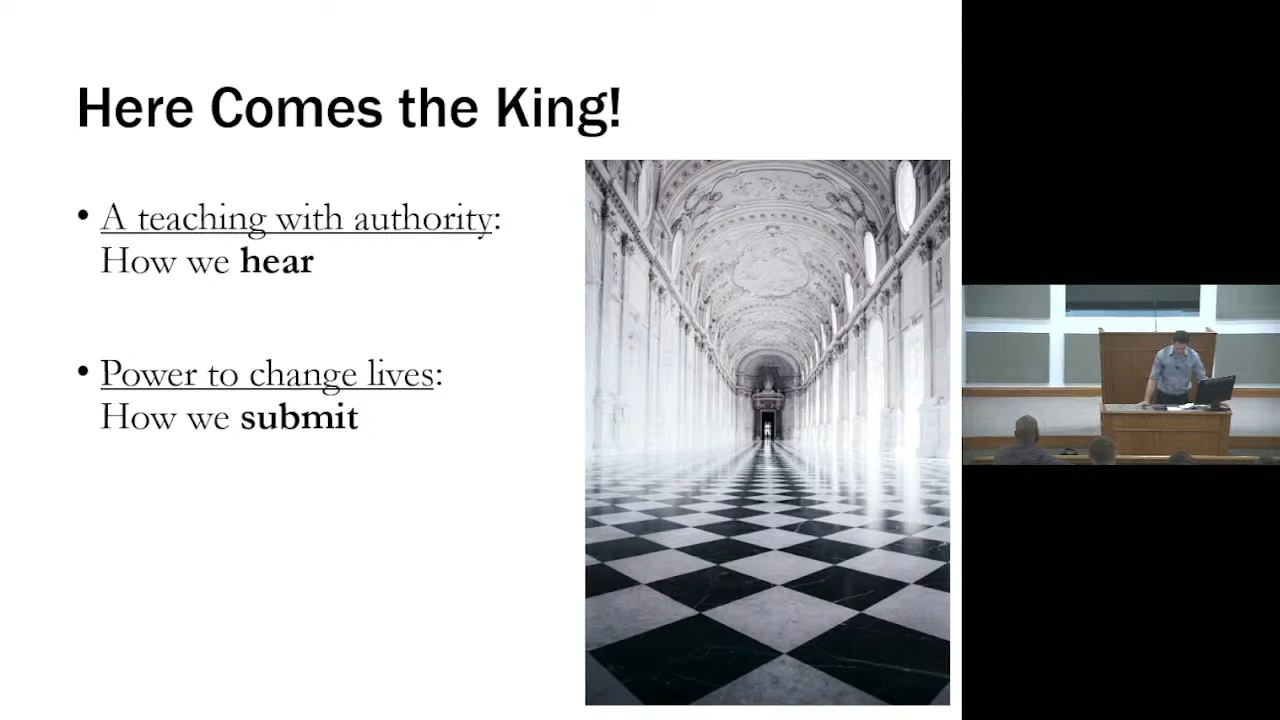 Here Comes the King!
• A teaching with authority:
How we hear
• Power to change lives:
How we submit